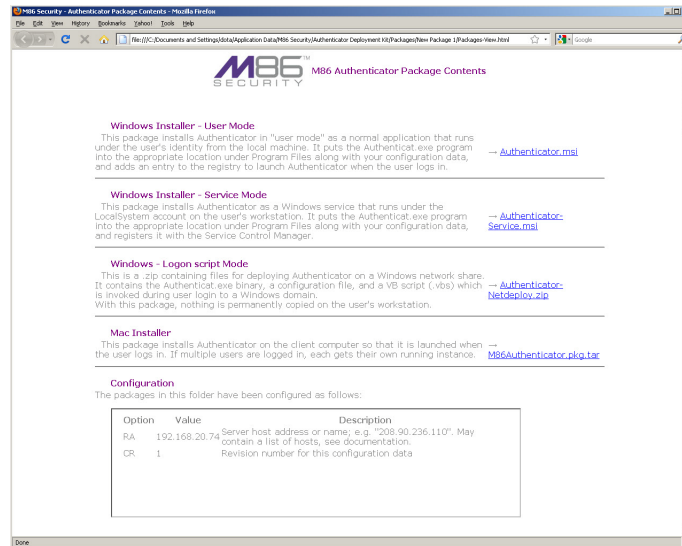 M86 Security - Authenticator Package Contents - Mozilla Firefox
File Edit View History Bookmarks Yahoo! Tools Help
file:///C:/Documents and Settings/dota/Application Data/M86 Security/Authenticator Deployment Kit/Packages/New Package 1/Packages-View.html
Google
M86
SECURITY
TM
M86 Authenticator Package Contents
Windows Installer - User Mode
This package installs Authenticator in "user mode" as a normal application that runs
under the user's identity from the local machine. It puts the Authenticat.exe program
into the appropriate location under Program Files along with your configuration data,
and adds an entry to the registry to launch Authenticator when the user logs in.
→ Authenticator.msi
Windows Installer - Service Mode
This package installs Authenticator as a Windows service that runs under the
LocalSystem account on the user's workstation. It puts the Authenticat.exe program
into the appropriate location under Program Files along with your configuration data,
and registers it with the Service Control Manager.
→ Authenticator-
Service.msi
Windows - Logon script Mode
This is a .zip containing files for deploying Authenticator on a Windows network share.
It contains the Authenticat.exe binary, a configuration file, and a VB script (.vbs) which
is invoked during user login to a Windows domain.
With this package, nothing is permanently copied on the user's workstation.
→ Authenticator-
Netdeploy.zip
Mac Installer
This package installs Authenticator on the client computer so that it is launched when
the user logs in. If multiple users are logged in, each gets their own running instance.
→
M86Authenticator.pkg.tar
Configuration
The packages in this folder have been configured as follows:
Option Value Description
RA 192.168.20.74 Server host address or name; e.g. "208.90.236.110". May
contain a list of hosts, see documentation.
CR 1 Revision number for this configuration data
Done